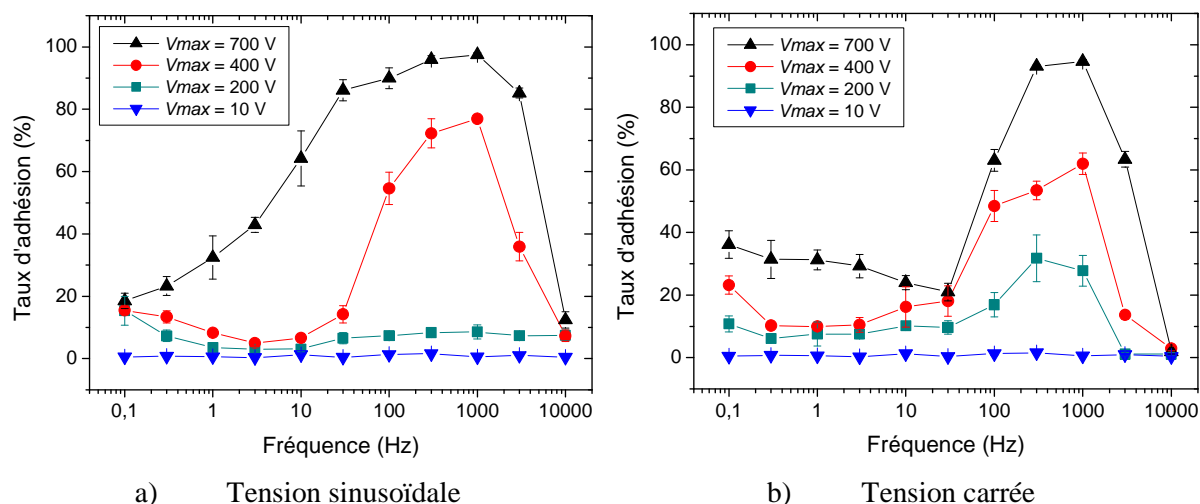 Vmax = 700 V
Vmax = 400 V
Vmax = 200 V
Vmax = 10 V
100
80
60
40
20
0
Taux d'adhésion (%)
0,1
1
10
100
1000
10000
Fréquence (Hz)
a) Tension sinusoïdale
Vmax = 700 V
Vmax = 400 V
Vmax = 200 V
Vmax = 10 V
100
80
60
40
20
0
Taux d'adhésion (%)
0,1
1
10
100
1000
10000
Fréquence (Hz)
b) Tension carrée